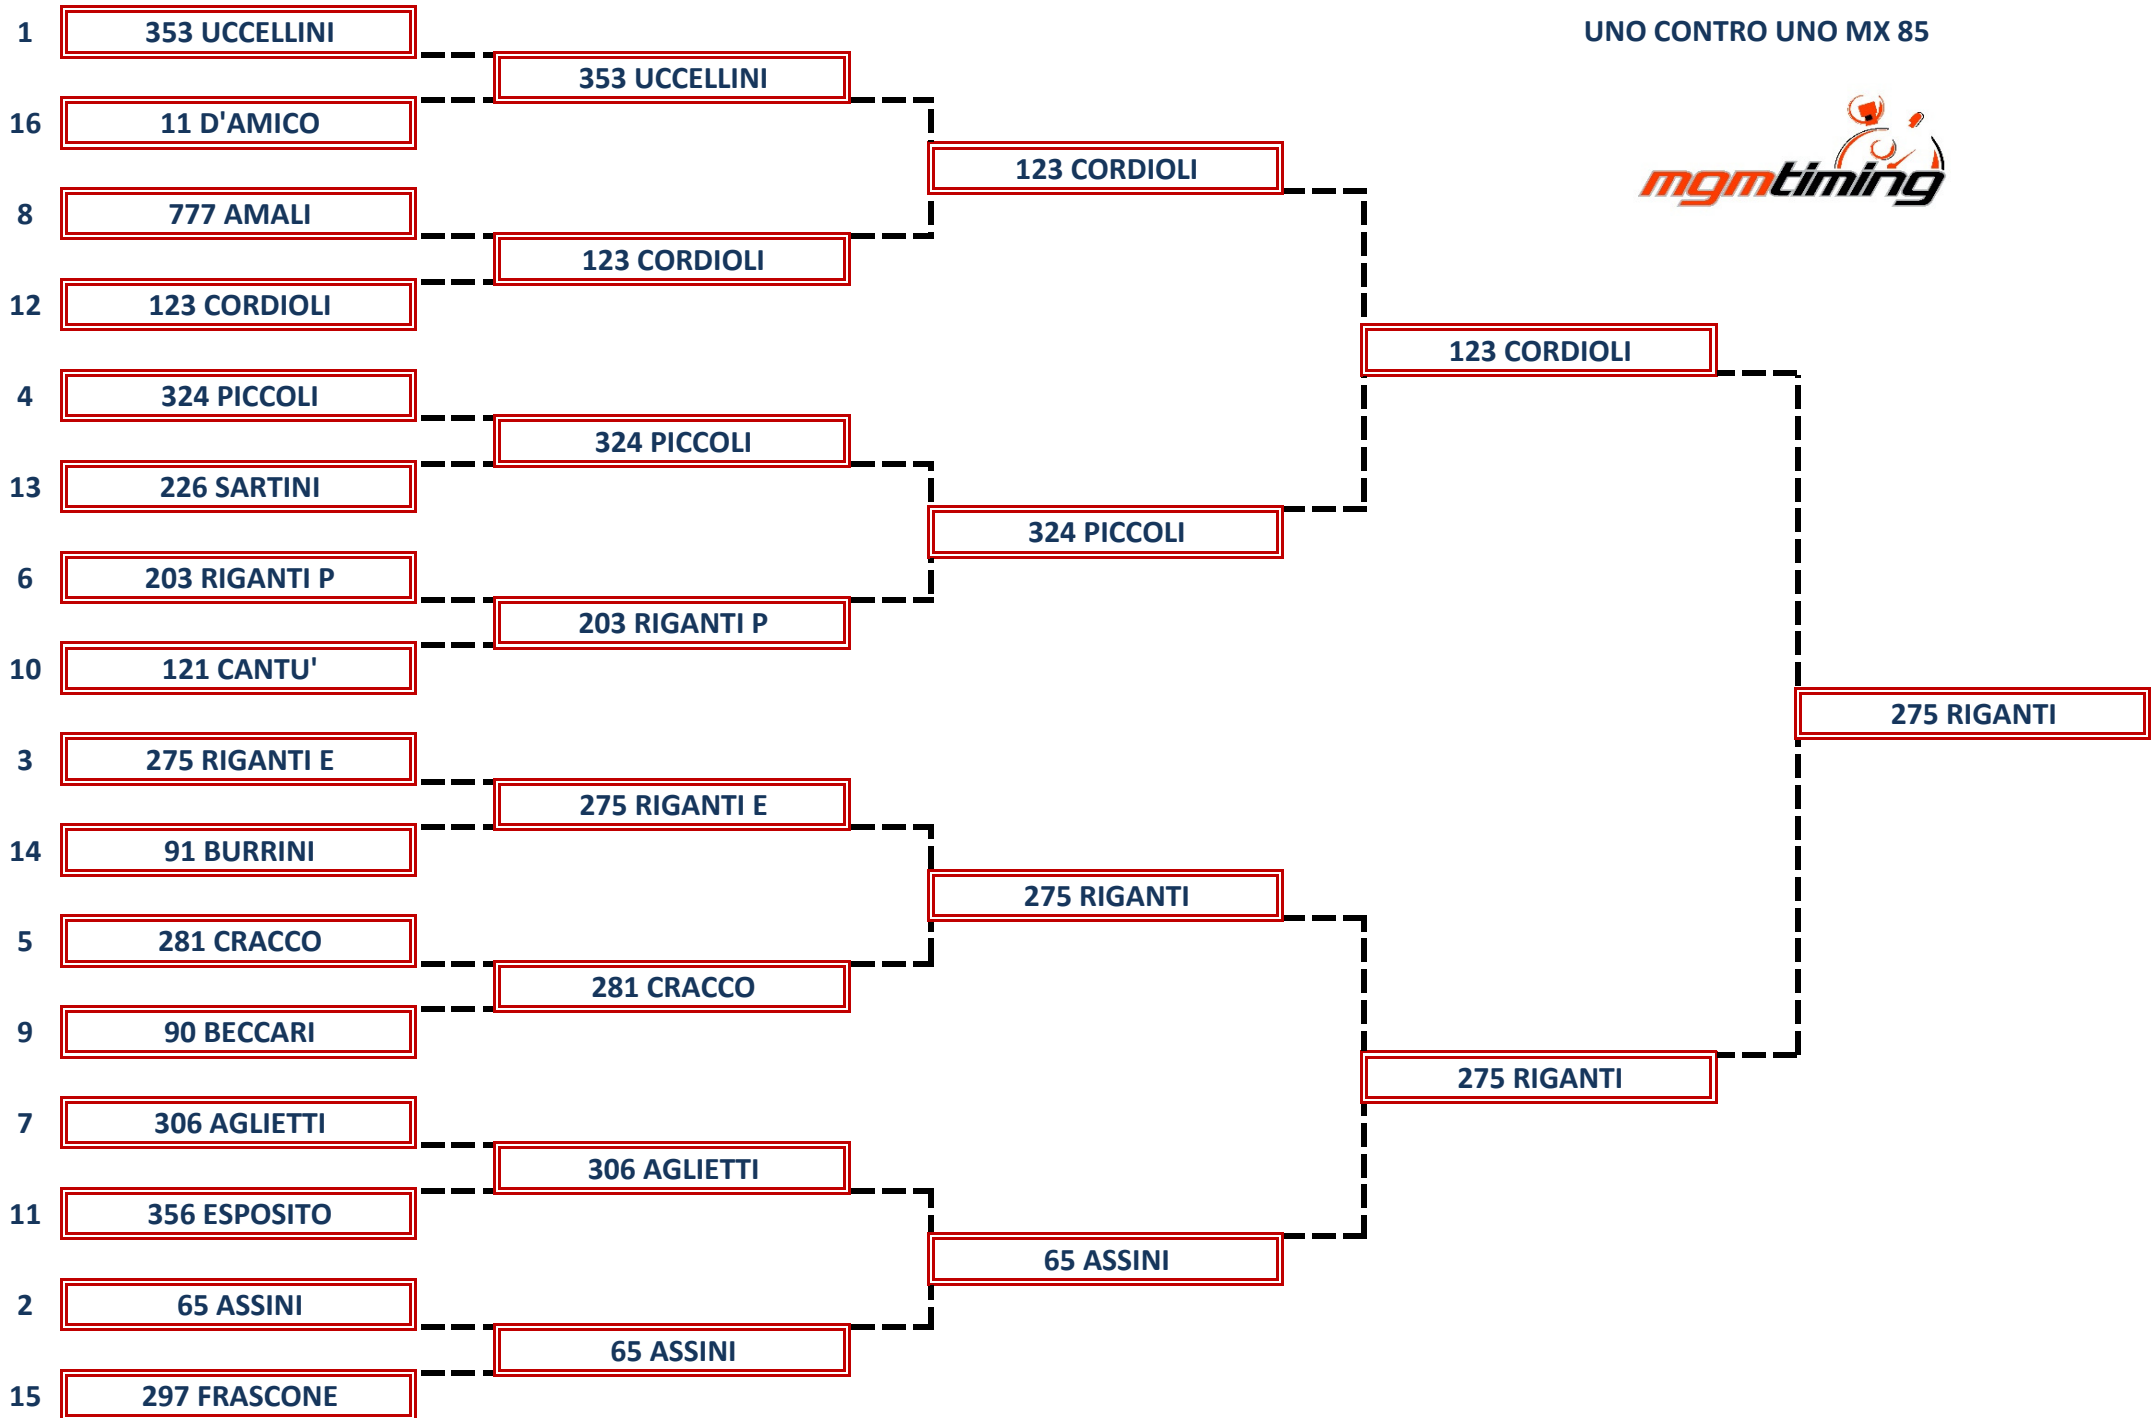 UNO CONTRO UNO MX 85
mgmtiming
1 353 UCCELLINI
16 11 D'AMICO
8 777 AMALI
12 123 CORDIOLI
4 324 PICCOLI
13 226 SARTINI
6 203 RIGANTI P
10 121 CANTU'
3 275 RIGANTI E
14 91 BURRINI
5 281 CRACCO
9 90 BECCARI
7 306 AGLIETTI
11 356 ESPOSITO
2 65 ASSINI
15 297 FRASCONE
353 UCCELLINI
123 CORDIOLI
324 PICCOLI
203 RIGANTI P
275 RIGANTI E
281 CRACCO
306 AGLIETTI
65 ASSINI
123 CORDIOLI
324 PICCOLI
275 RIGANTI
65 ASSINI
123 CORDIOLI
275 RIGANTI
275 RIGANTI